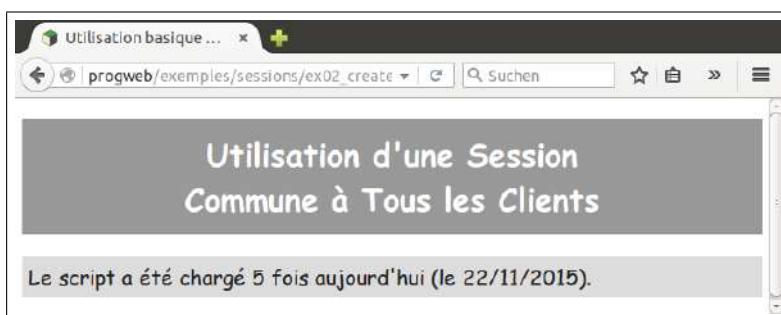 Utilisation basique ...
progweb/exemples/sessions/ex02_create
Suchen
Utilisation d'une Session
Commune à Tous les Clients
Le script a été chargé 5 fois aujourd'hui (le 22/11/2015).